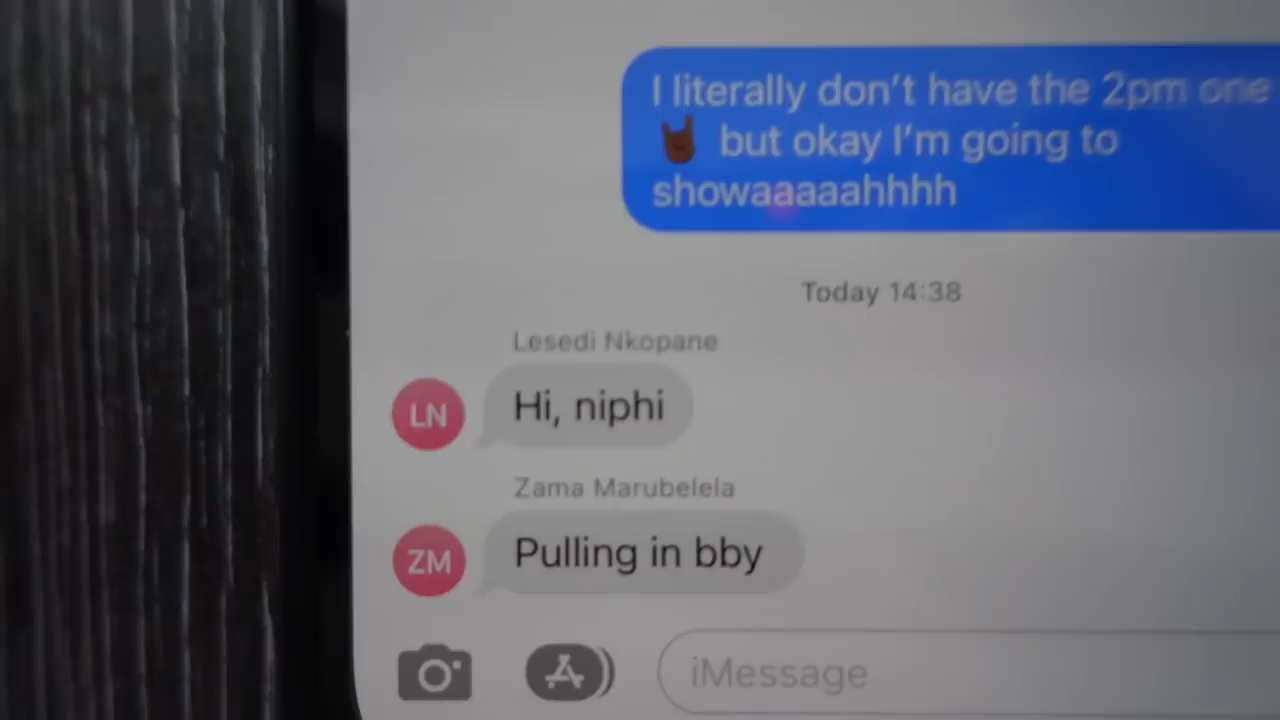 I literally don't have the 2pm one
🤘🏿 but okay I'm going to
showaaaaahhhh
Today 14:38
Lesedi Nkopane
LN
Hi, niphi
Zama Marubelela
ZM
Pulling in bby
iMessage